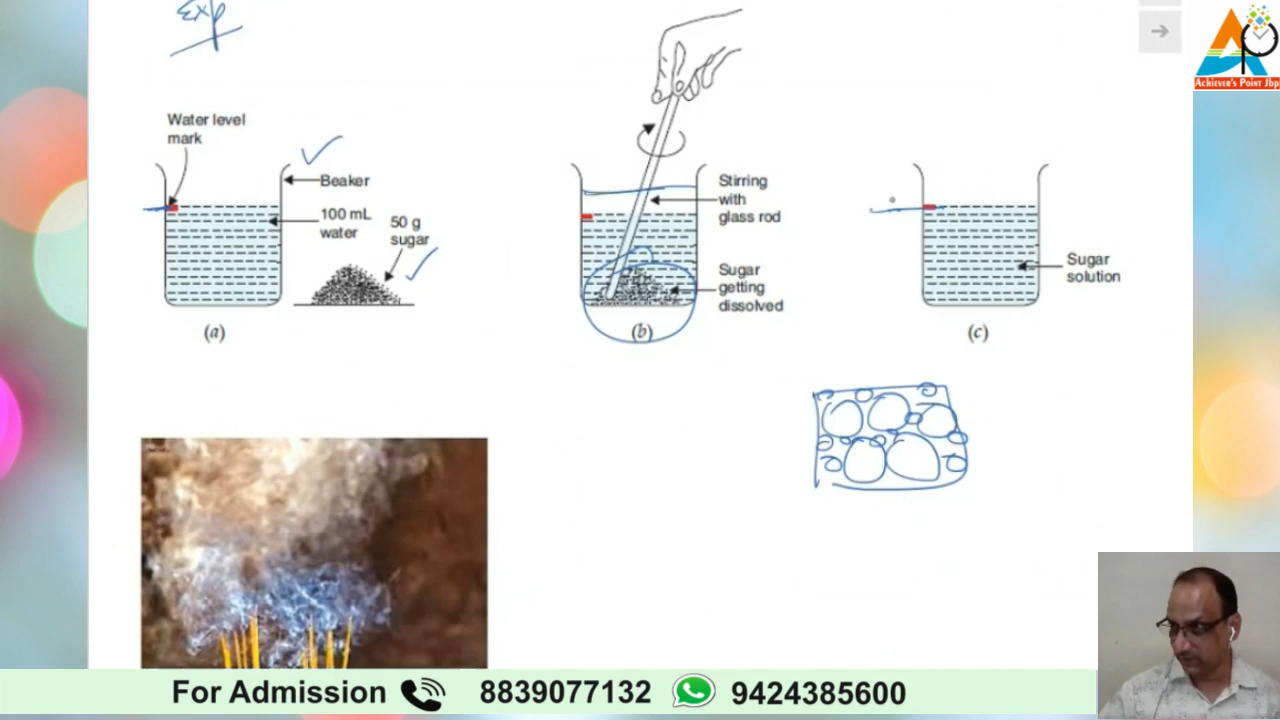 Exp
Achiever's Point Jbp
Water level
mark
Beaker
100 mL
water
50 g
sugar
(a)
Stirring
with
glass rod
Sugar
getting
dissolved
(b)
Sugar
solution
(c)
For Admission 8839077132 9424385600